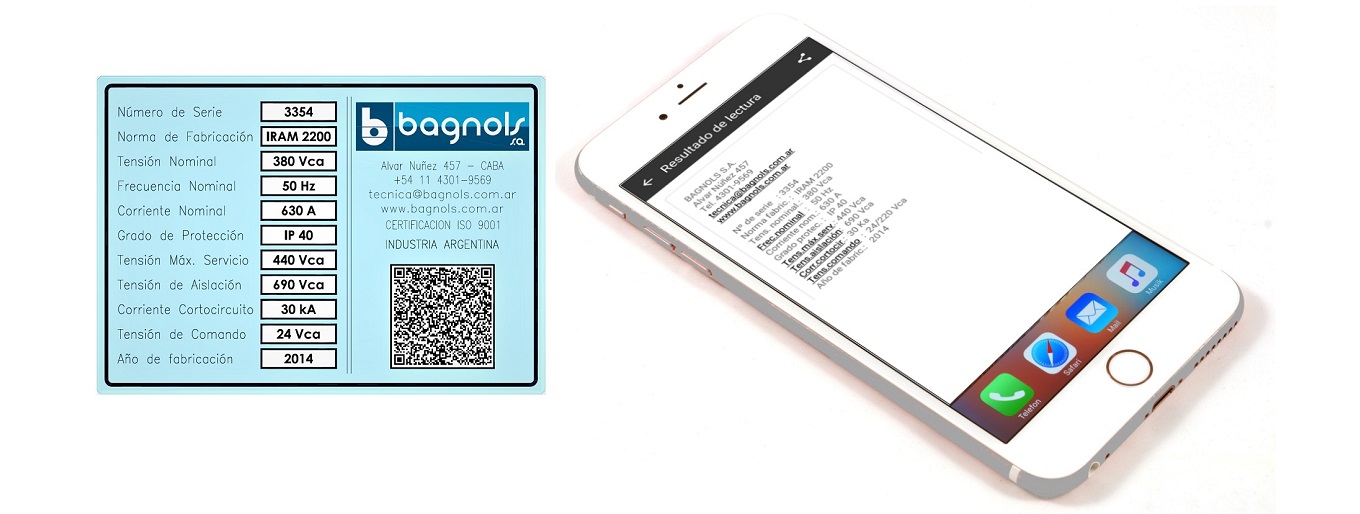 Número de Serie 3354
Norma de Fabricación IRAM 2200
Tensión Nominal 380 Vca
Frecuencia Nominal 50 Hz
Corriente Nominal 630 A
Grado de Protección IP 40
Tensión Máx. Servicio 440 Vca
Tensión de Aislación 690 Vca
Corriente Cortocircuito 30 kA
Tensión de Comando 24 Vca
Año de fabricación 2014
b bagnols s.a.
Alvar Nuñez 457 – CABA
+54 11 4301-9569
tecnica@bagnols.com.ar
www.bagnols.com.ar
CERTIFICACION ISO 9001
INDUSTRIA ARGENTINA
Resultado de lectura
BAGNOLS S.A.
Alvar Núñez 457
Tel. 4301-9569
tecnica@bagnols.com.ar
www.bagnols.com.ar
Nº de serie : 3354
Norma fabric.: IRAM 2200
Tens. nominal.: 380 Vca
Frec.nominal : 50 Hz
Corriente nom.: 630 A
Grado protec. : IP 40
Tens.máx.serv.: 440 Vca
Tens.aislación: 690 Vca
Corr.cortocir: 30 Ka
Tens.comando : 24/220 Vca
Año de fabric.: 2014
Telefon
Safari
Mail
Musik